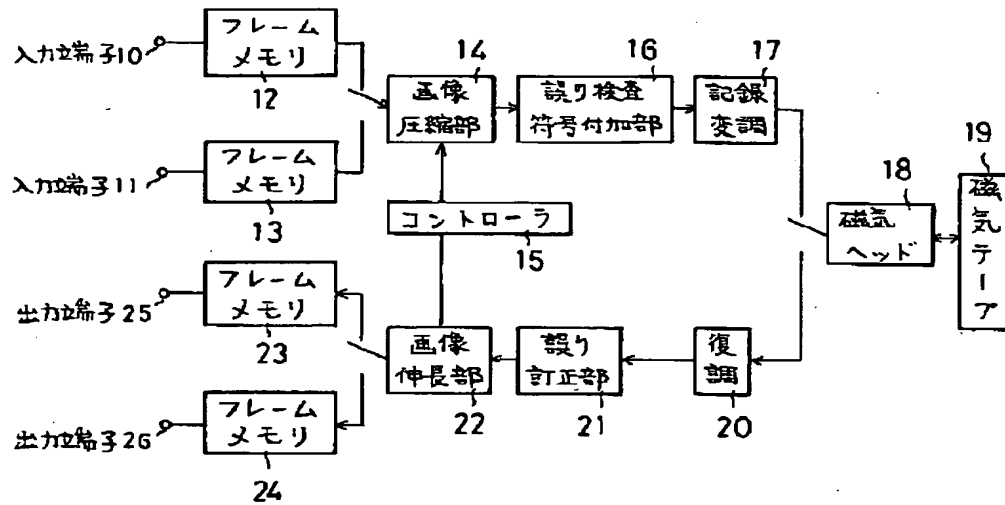 入力端子10
フレーム
メモリ
12
入力端子11
フレーム
メモリ
13
14
画像
圧縮部
16
誤り検査
符号付加部
17
記録
変調
コントローラ
15
18
磁気
ヘッド
19
磁
気
テ
ー
プ
出力端子25
フレーム
メモリ
23
出力端子26
フレーム
メモリ
24
画像
伸長部
22
誤り
訂正部
21
復
調
20